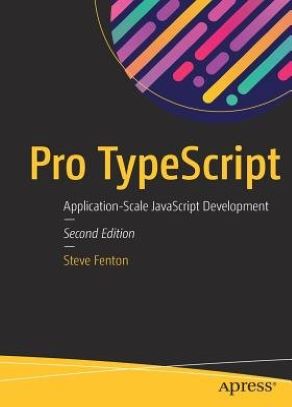 Pro TypeScript
Application-Scale JavaScript Development
Second Edition
Steve Fenton
Apress®